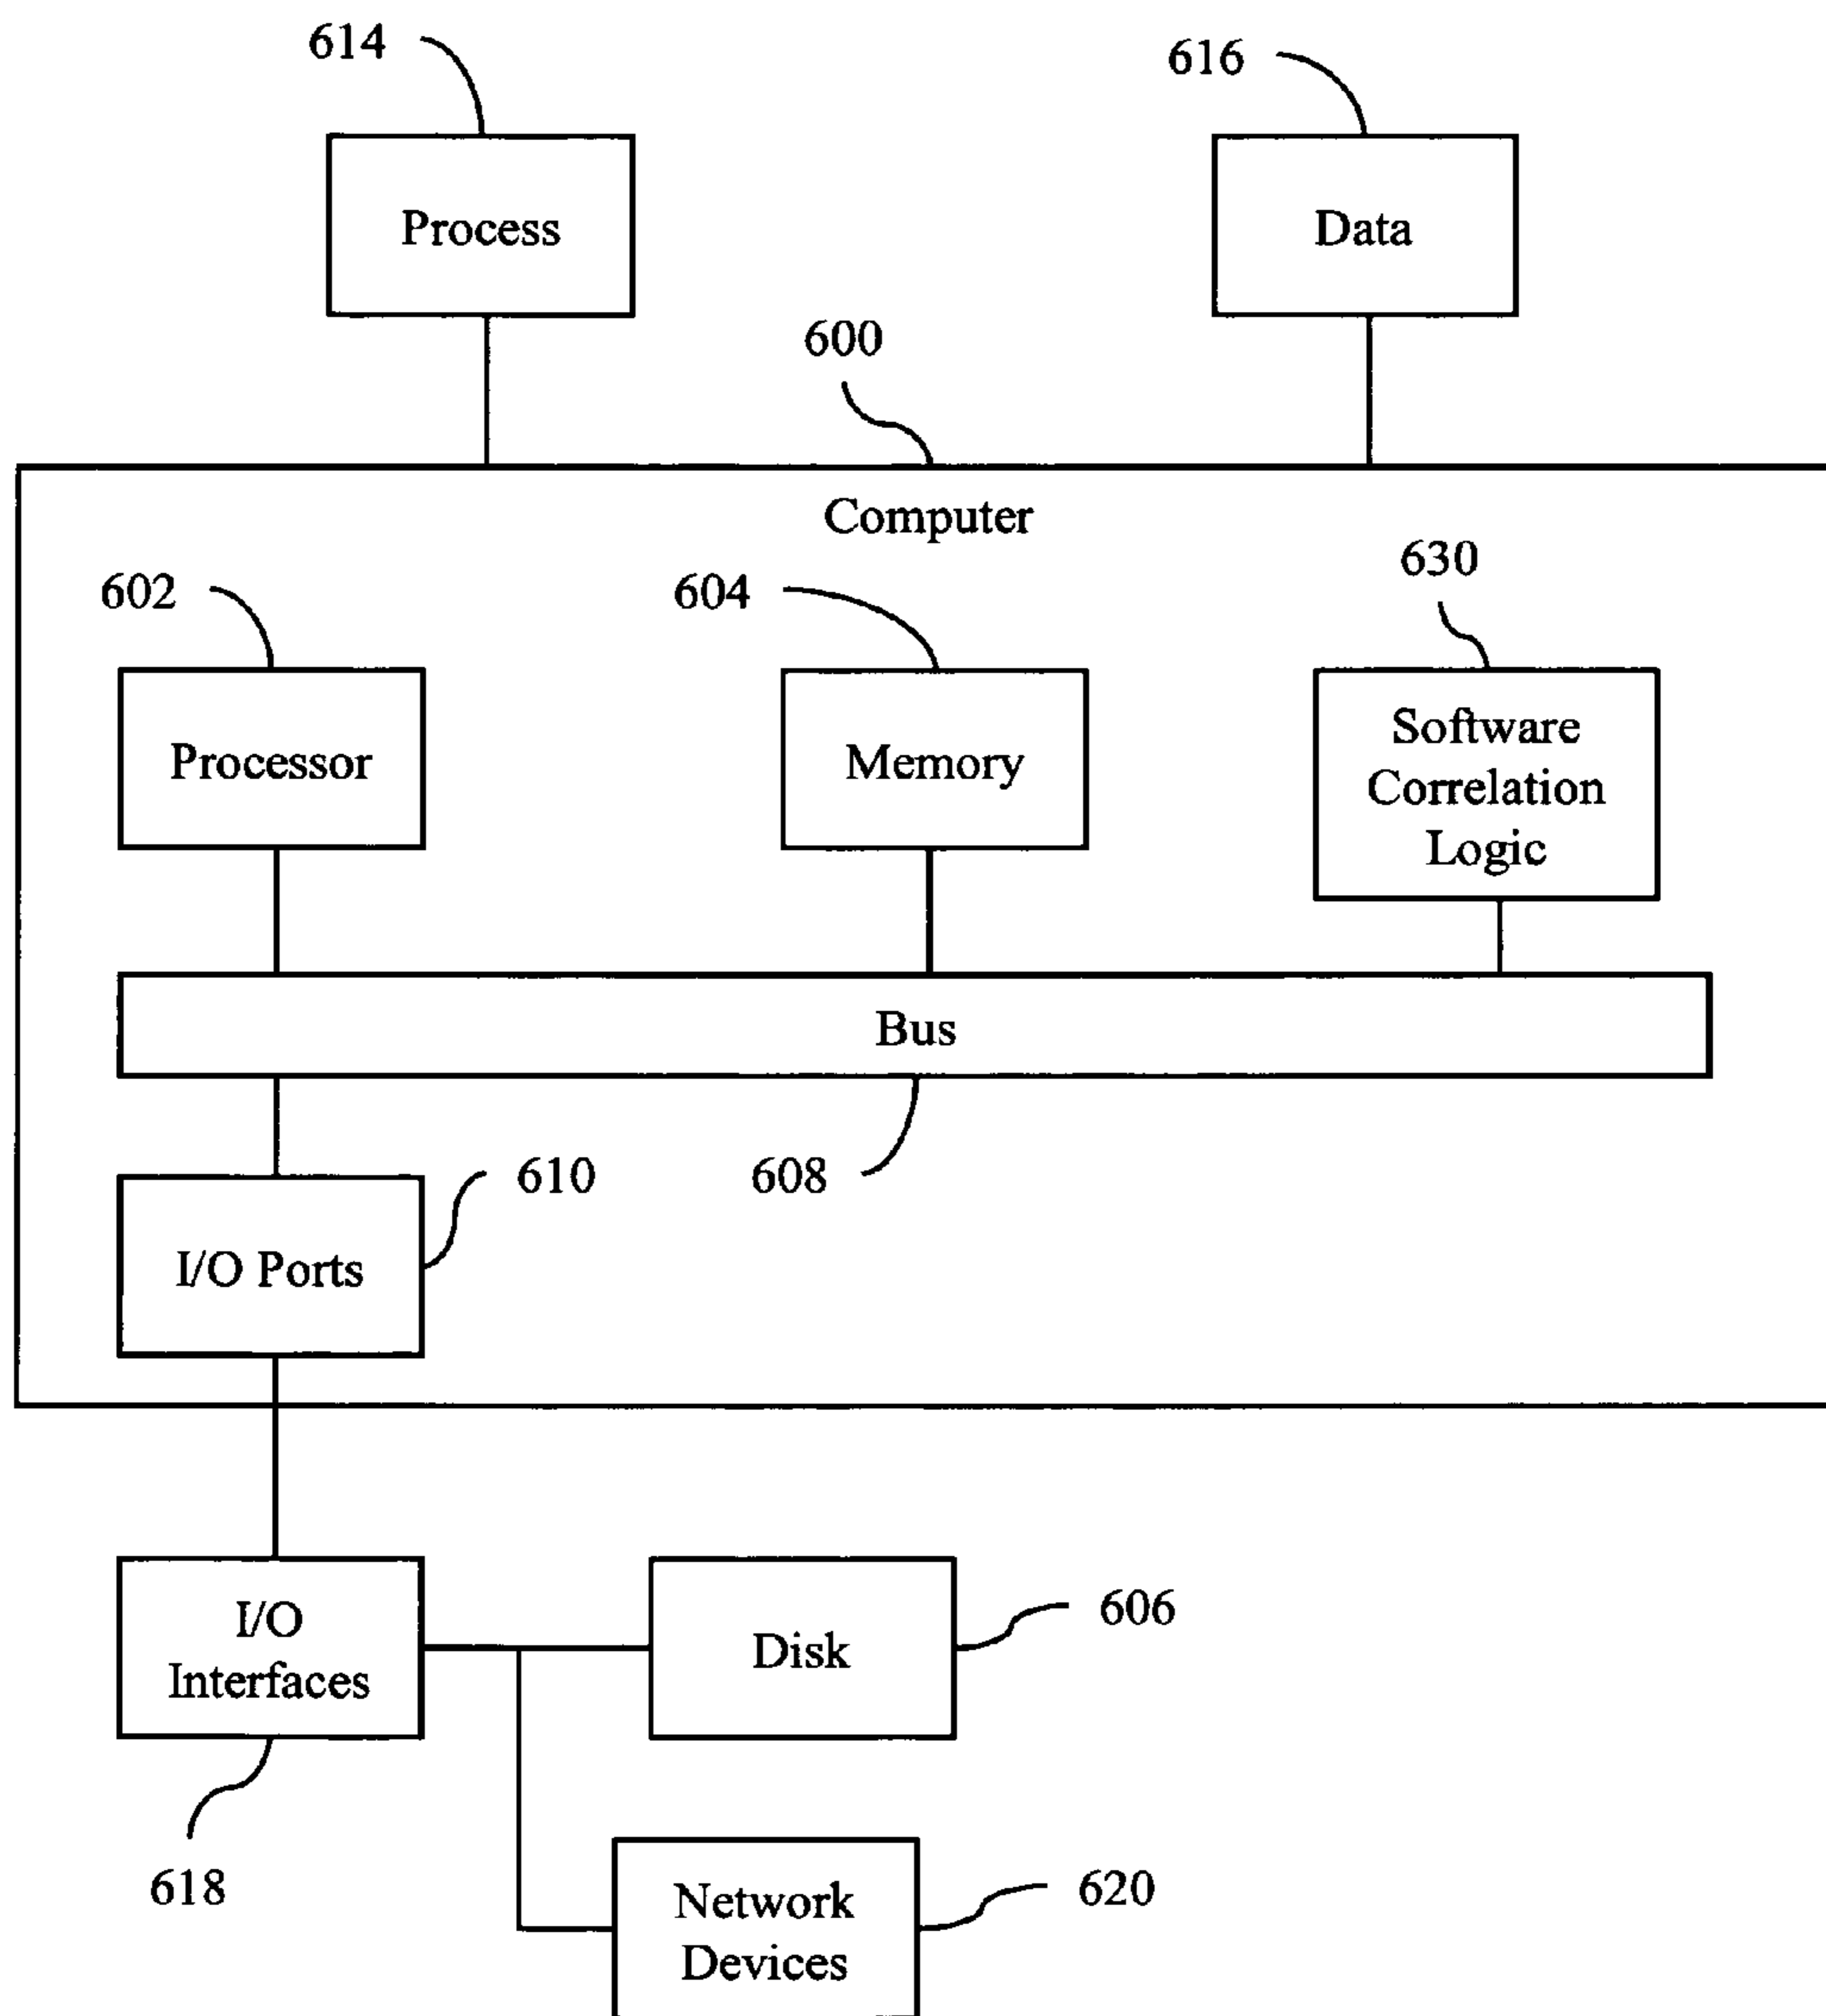 614
616
Process
Data
600
Computer
602
604
630
Processor
Memory
Software
Correlation
Logic
Bus
610
608
I/O Ports
I/O
Interfaces
Disk
606
618
Network
Devices
620